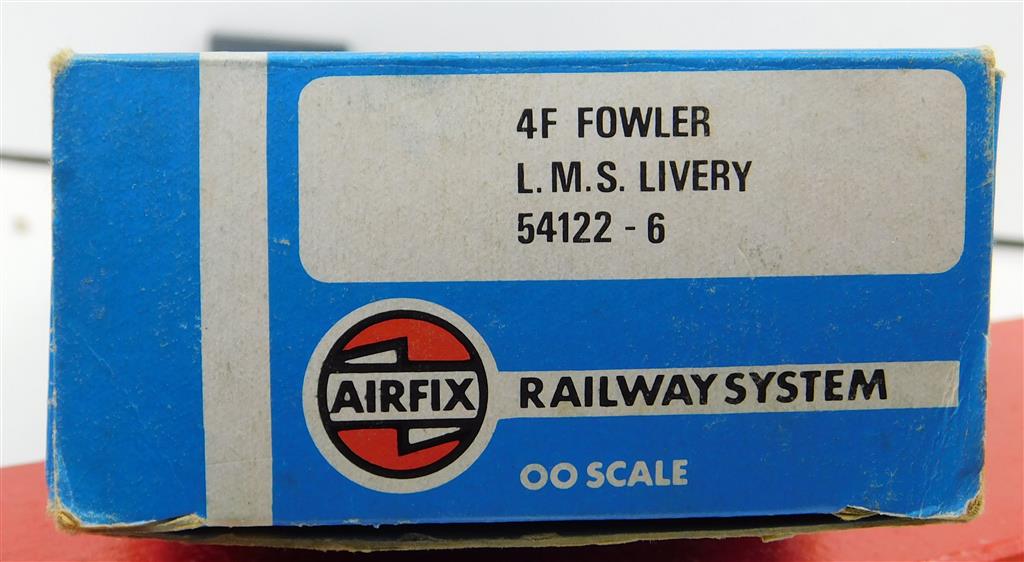 4F FOWLER
L.M.S. LIVERY
54122 - 6
AIRFIX
RAILWAY SYSTEM
OO SCALE